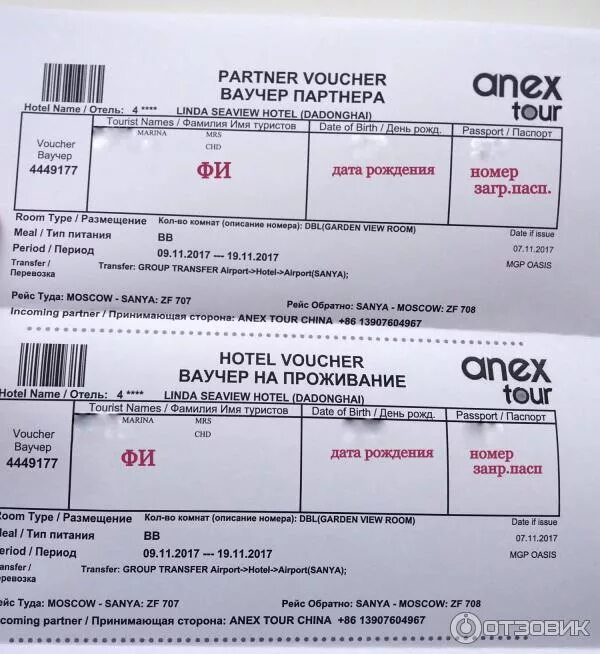 PARTNER VOUCHER
ВАУЧЕР ПАРТНЕРА
anex
tour
Hotel Name / Отель: 4 **** LINDA SEAVIEW HOTEL (DADONGHAI)
Tourist Names / Фамилия Имя туристов Date of Birth / День рожд. Passport / Паспорт
MARINA MRS
CHD
Voucher
Ваучер
4449177
ФИ дата рождения номер
загр.пасп.
Room Type / Размещение Кол-во комнат (описание номера): DBL(GARDEN VIEW ROOM) Date if issue
Meal / Тип питания BB 07.11.2017
Period / Период 09.11.2017 --- 19.11.2017 MGP OASIS
Transfer / Transfer: GROUP TRANSFER Airport->Hotel->Airport(SANYA);
Перевозка
Рейс Туда: MOSCOW - SANYA: ZF 707 Рейс Обратно: SANYA - MOSCOW: ZF 708
Incoming partner / Принимающая сторона: ANEX TOUR CHINA +86 13907604967
HOTEL VOUCHER
ВАУЧЕР НА ПРОЖИВАНИЕ
anex
tour
Hotel Name / Отель: 4 **** LINDA SEAVIEW HOTEL (DADONGHAI)
Tourist Names / Фамилия Имя туристов Date of Birth / День рожд. Passport / Паспорт
MARINA MRS
CHD
Voucher
Ваучер
4449177
ФИ дата рождения номер
занр.пасп
Room Type / Размещение Кол-во комнат (описание номера): DBL(GARDEN VIEW ROOM) Date if issue
eal / Тип питания BB 07.11.2017
eriod / Период 09.11.2017 --- 19.11.2017 MGP OASIS
ansfer / Transfer: GROUP TRANSFER Airport->Hotel->Airport(SANYA);
еревозка
ейс Туда: MOSCOW - SANYA: ZF 707 Рейс Обратно: SANYA - MOSCOW: ZF 708
ncoming partner / Принимающая сторона: ANEX TOUR CHINA +86 13907604967
ОТЗОВИК